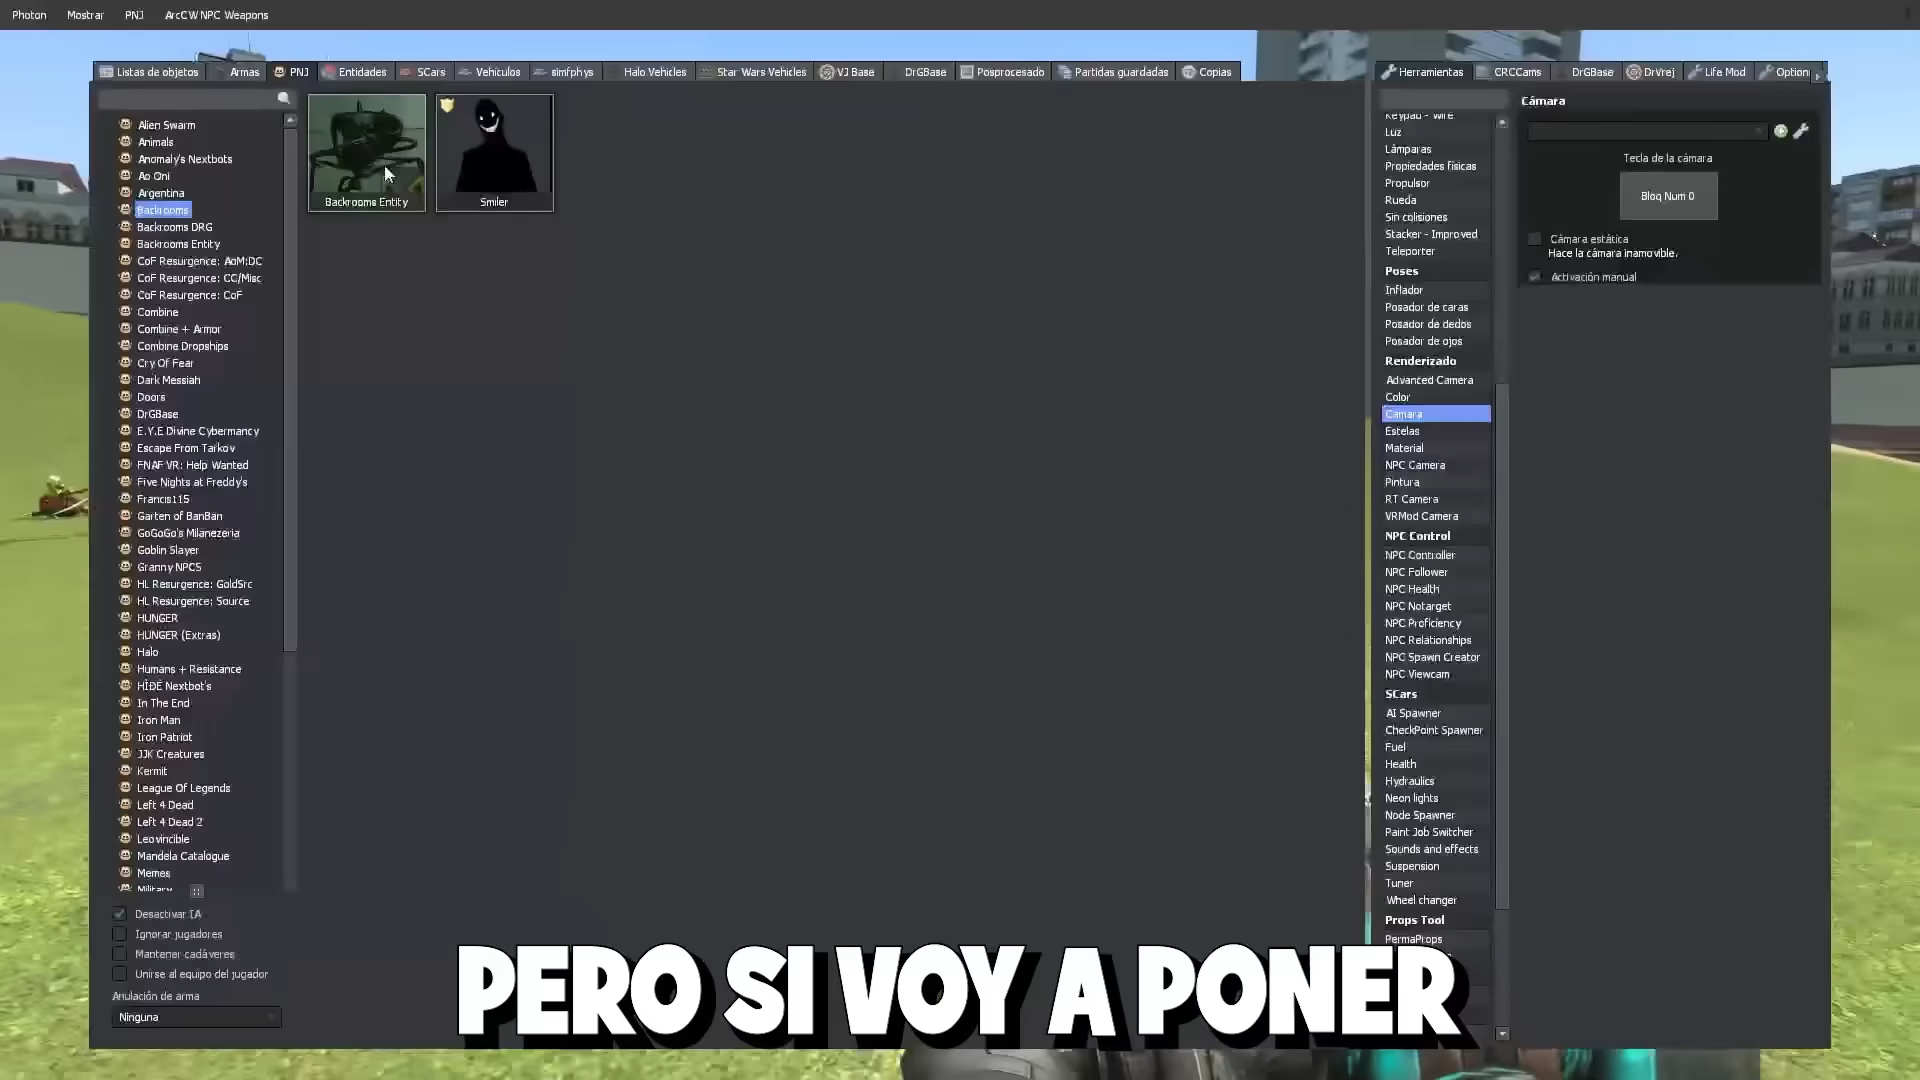 Photon Mostrar PNJ ArcCW NPC Weapons
Listas de objetos Armas PNJ Entidades SCars Vehículos simfphys Halo Vehicles Star Wars Vehicles VJ Base DrGBase Posprocesado Partidas guardadas Copias
Alien Swarm
Animals
Anomaly's Nextbots
Ao Oni
Argentina
Backrooms
Backrooms DRG
Backrooms Entity
CoF Resurgence: AoM:DC
CoF Resurgence: CC/Misc
CoF Resurgence: CoF
Combine
Combine + Armor
Combine Dropships
Cry Of Fear
Dark Messiah
Doors
DrGBase
E.Y.E Divine Cybermancy
Escape From Tarkov
FNAF VR: Help Wanted
Five Nights at Freddy's
Francis115
Garten of BanBan
GoGoGo's Milanezeria
Goblin Slayer
Granny NPCS
HL Resurgence: GoldSrc
HL Resurgence: Source
HUNGER
HUNGER (Extras)
Halo
Humans + Resistance
HIDE Nextbot's
In The End
Iron Man
Iron Patriot
JJK Creatures
Kermit
League Of Legends
Left 4 Dead
Left 4 Dead 2
Leovincible
Mandela Catalogue
Memes
Military
Desactivar IA
Ignorar jugadores
Mantener cadáveres
Unirse al equipo del jugador
Anulación de arma
Ninguna
Backrooms Entity
Smiler
Herramientas CRCCams DrGBase DrVrej Life Mod Option
Keypad - Wire
Luz
Lámparas
Propiedades físicas
Propulsor
Rueda
Sin colisiones
Stacker - Improved
Teleporter
Poses
Inflador
Posador de caras
Posador de dedos
Posador de ojos
Renderizado
Advanced Camera
Color
Cámara
Estelas
Material
NPC Camera
Pintura
RT Camera
VRMod Camera
NPC Control
NPC Controller
NPC Follower
NPC Health
NPC Notarget
NPC Proficiency
NPC Relationships
NPC Spawn Creator
NPC Viewcam
SCars
AI Spawner
CheckPoint Spawner
Fuel
Health
Hydraulics
Neon lights
Node Spawner
Paint Job Switcher
Sounds and effects
Suspension
Tuner
Wheel changer
Props Tool
PermaProps
Cámara
Tecla de la cámara
Bloq Num 0
Cámara estática
Hace la cámara inamovible.
Activación manual
PERO SI VOY A PONER